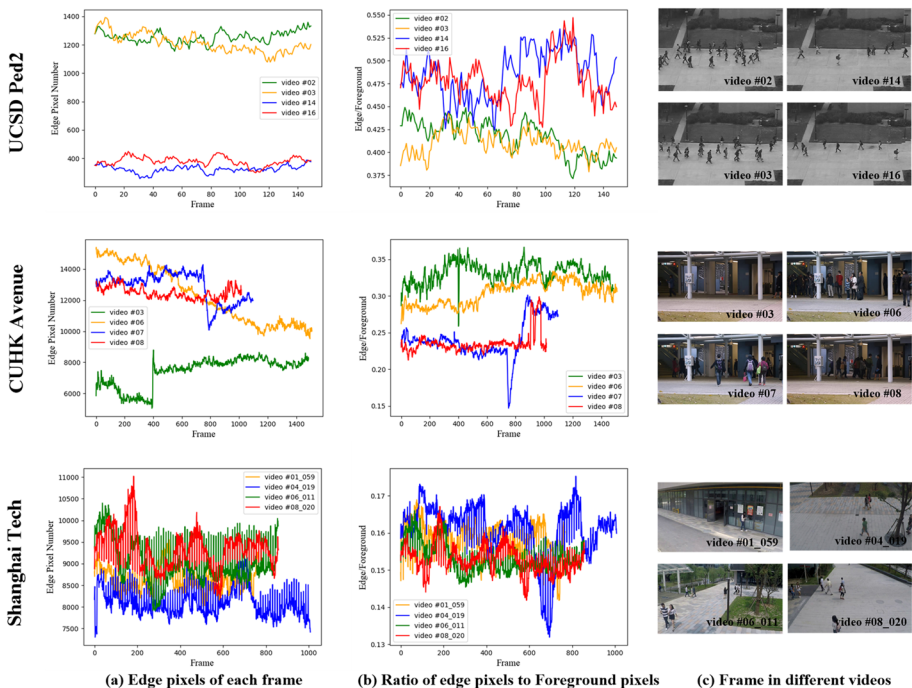 UCSD Ped2
1400
1200
1000
800
600
400
Edge Pixel Number
video #02
video #03
video #14
video #16
0 20 40 60 80 100 120 140
Frame
0.550
0.525
0.500
0.475
0.450
0.425
0.400
0.375
Edge/Foreground
video #02
video #03
video #14
video #16
0 20 40 60 80 100 120 140
Frame
video #02
video #14
video #03
video #16
CUHK Avenue
14000
12000
10000
8000
6000
Edge Pixel Number
video #03
video #06
video #07
video #08
0 200 400 600 800 1000 1200 1400
Frame
0.35
0.30
0.25
0.20
0.15
Edge/Foreground
video #03
video #06
video #07
video #08
0 200 400 600 800 1000 1200 1400
Frame
video #03
video #06
video #07
video #08
Shanghai Tech
11000
10500
10000
9500
9000
8500
8000
7500
Edge Pixel Number
video #01_059
video #04_019
video #06_011
video #08_020
0 200 400 600 800 1000
Frame
0.17
0.16
0.15
0.14
0.13
Edge/Foreground
video #01_059
video #04_019
video #06_011
video #08_020
0 200 400 600 800 1000
Frame
video #01_059
video #04_019
video #06_011
video #08_020
(a) Edge pixels of each frame
(b) Ratio of edge pixels to Foreground pixels
(c) Frame in different videos